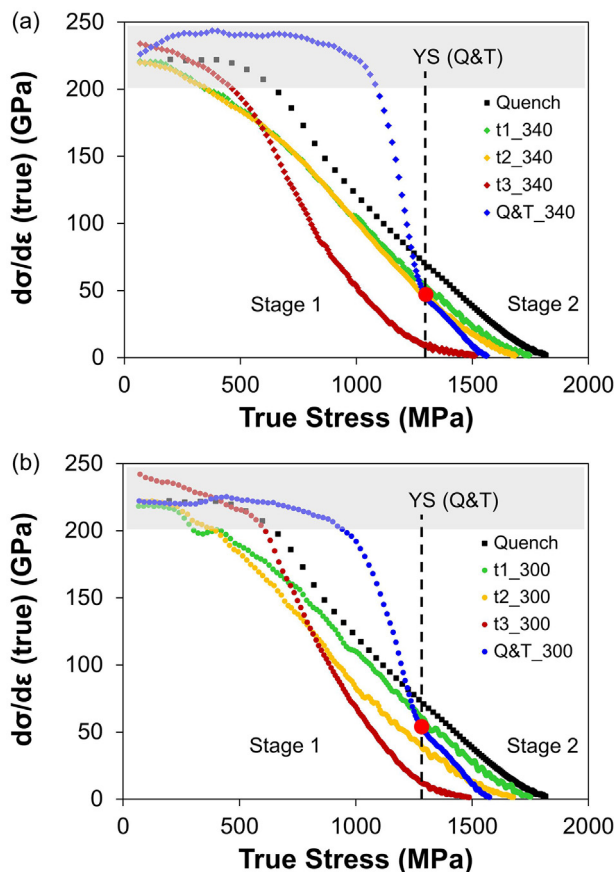 (a)
250
200
150
100
50
0
dσ/dε (true) (GPa)
YS (Q&T)
Quench
t1_340
t2_340
t3_340
Q&T_340
Stage 1
Stage 2
0 500 1000 1500 2000
True Stress (MPa)
(b)
250
200
150
100
50
0
dσ/dε (true) (GPa)
YS (Q&T)
Quench
t1_300
t2_300
t3_300
Q&T_300
Stage 1
Stage 2
0 500 1000 1500 2000
True Stress (MPa)